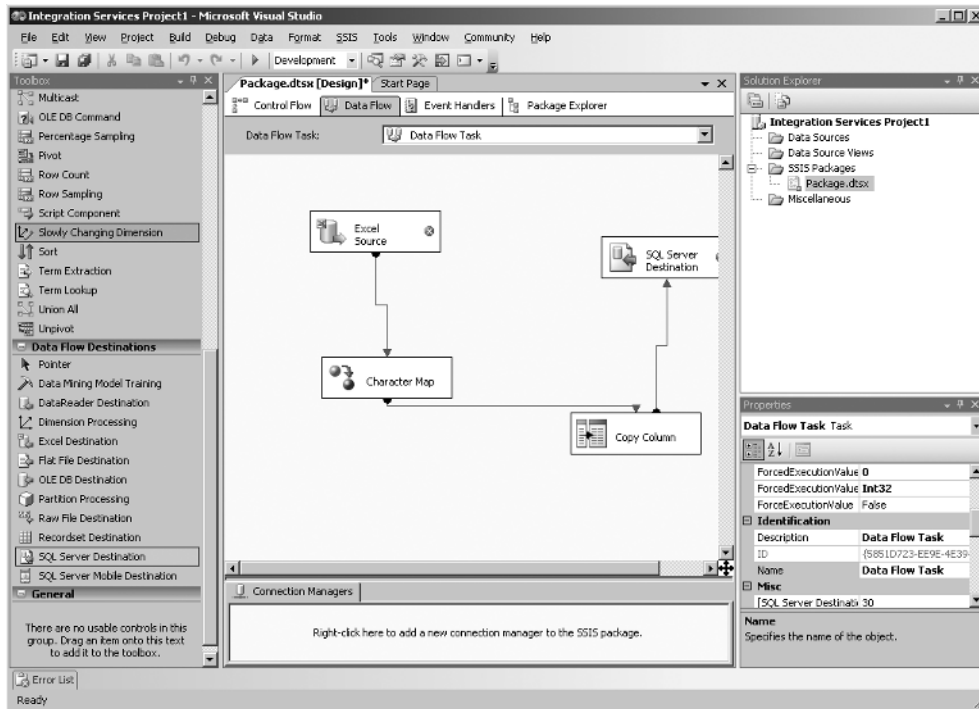 Integration Services Project1 - Microsoft Visual Studio
File Edit View Project Build Debug Data Format SSIS Tools Window Community Help
Development
Toolbox
Multicast
OLE DB Command
Percentage Sampling
Pivot
Row Count
Row Sampling
Script Component
Slowly Changing Dimension
Sort
Term Extraction
Term Lookup
Union All
Unpivot
Data Flow Destinations
Pointer
Data Mining Model Training
DataReader Destination
Dimension Processing
Excel Destination
Flat File Destination
OLE DB Destination
Partition Processing
Raw File Destination
Recordset Destination
SQL Server Destination
SQL Server Mobile Destination
General
There are no usable controls in this
group. Drag an item onto this text
to add it to the toolbox.
Package.dtsx [Design]* Start Page
Control Flow Data Flow Event Handlers Package Explorer
Data Flow Task: Data Flow Task
Excel
Source
SQL Server
Destination
Character Map
Copy Column
Connection Managers
Right-click here to add a new connection manager to the SSIS package.
Solution Explorer
Integration Services Project1
Data Sources
Data Source Views
SSIS Packages
Package.dtsx
Miscellaneous
Properties
Data Flow Task Task
ForcedExecutionValue 0
ForcedExecutionValue Int32
ForceExecutionValue False
Identification
Description Data Flow Task
ID {5851D723-EE9E-4E39-
Name Data Flow Task
Misc
[SQL Server Destinati 30
Name
Specifies the name of the object.
Error List
Ready